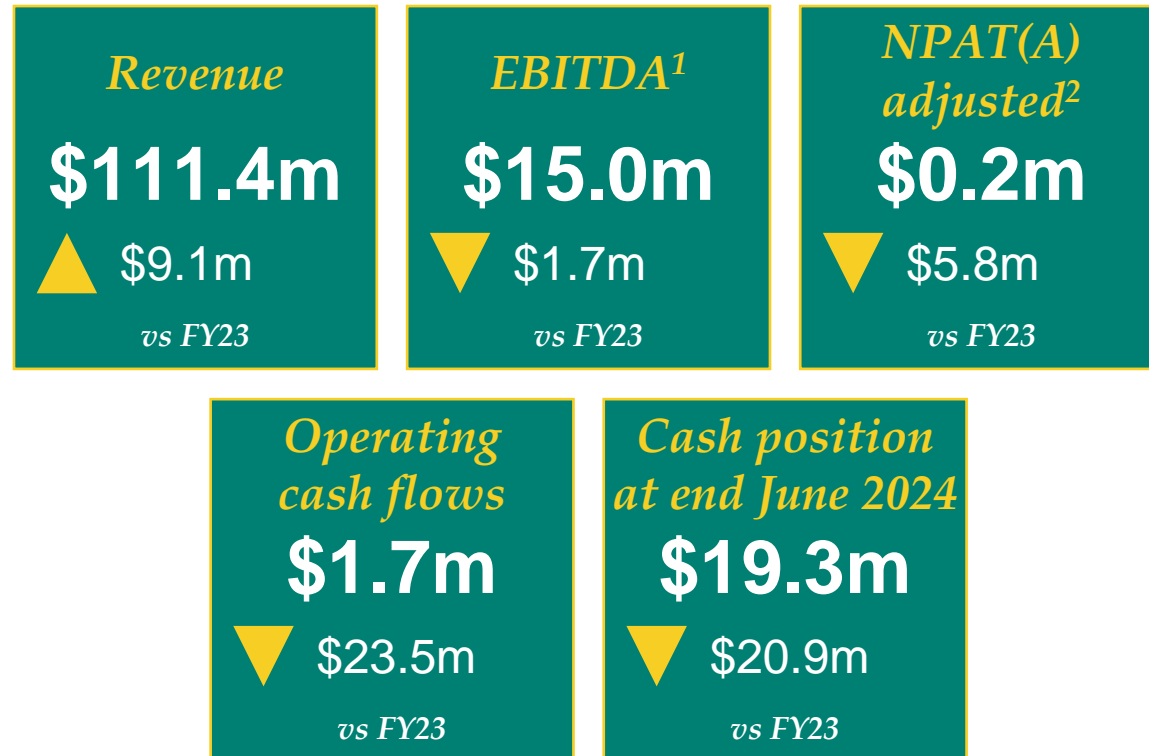 Revenue
$111.4m
$9.1m
vs FY23
EBITDA¹
$15.0m
$1.7m
vs FY23
NPAT(A)
adjusted²
$0.2m
$5.8m
vs FY23
Operating
cash flows
$1.7m
$23.5m
vs FY23
Cash position
at end June 2024
$19.3m
$20.9m
vs FY23